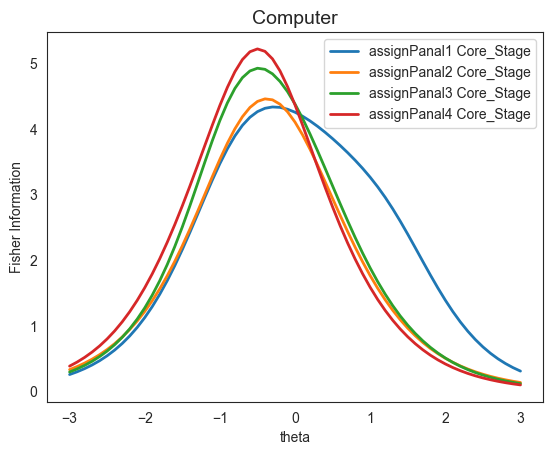 Computer
assignPanal1 Core_Stage
assignPanal2 Core_Stage
assignPanal3 Core_Stage
assignPanal4 Core_Stage
Fisher Information
5
4
3
2
1
0
−3 −2 −1 0 1 2 3
theta